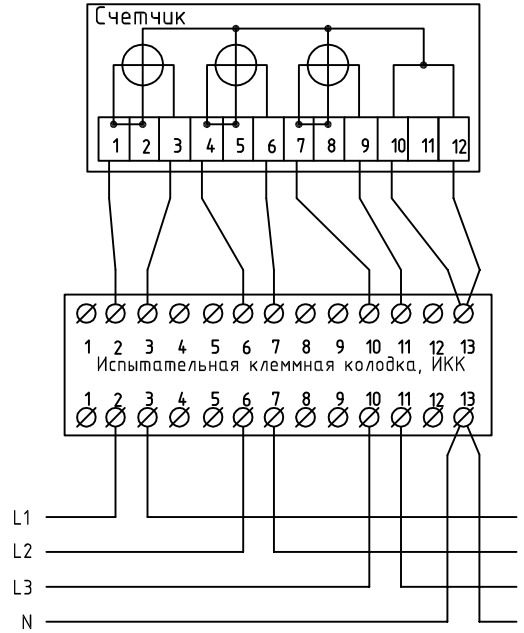 Счетчик
1 2 3 4 5 6 7 8 9 10 11 12
1 2 3 4 5 6 7 8 9 10 11 12 13
Испытательная клеммная колодка, ИКК
1 2 3 4 5 6 7 8 9 10 11 12 13
L1
L2
L3
N